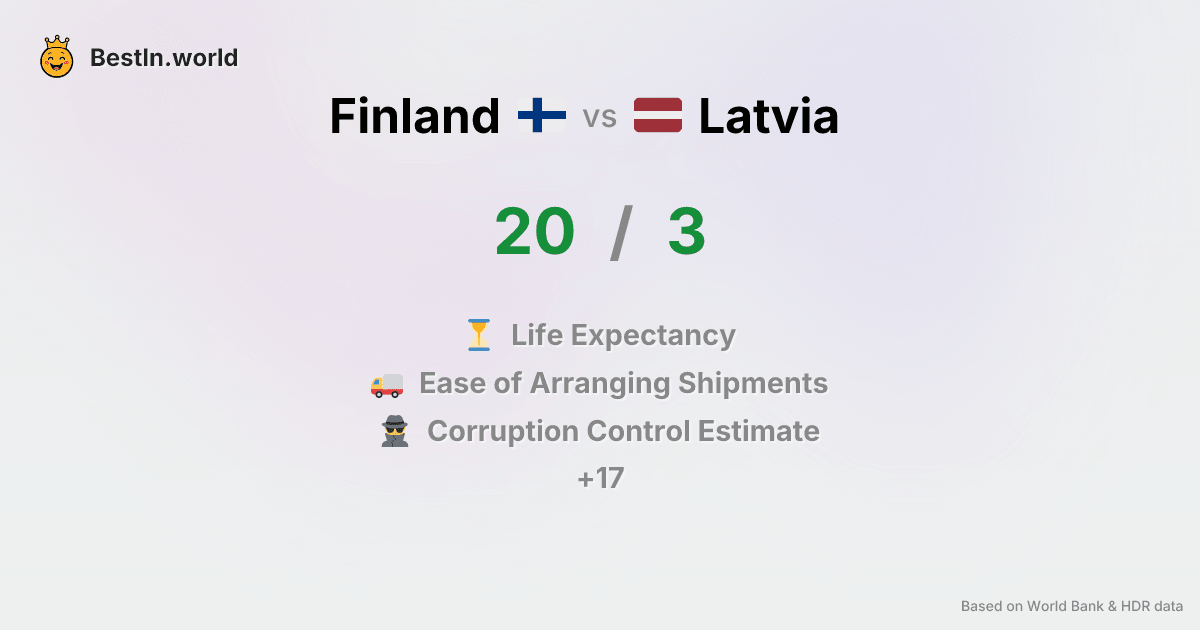 BestIn.world
Finland vs Latvia
20 / 3
Life Expectancy
Ease of Arranging Shipments
Corruption Control Estimate
+17
Based on World Bank & HDR data